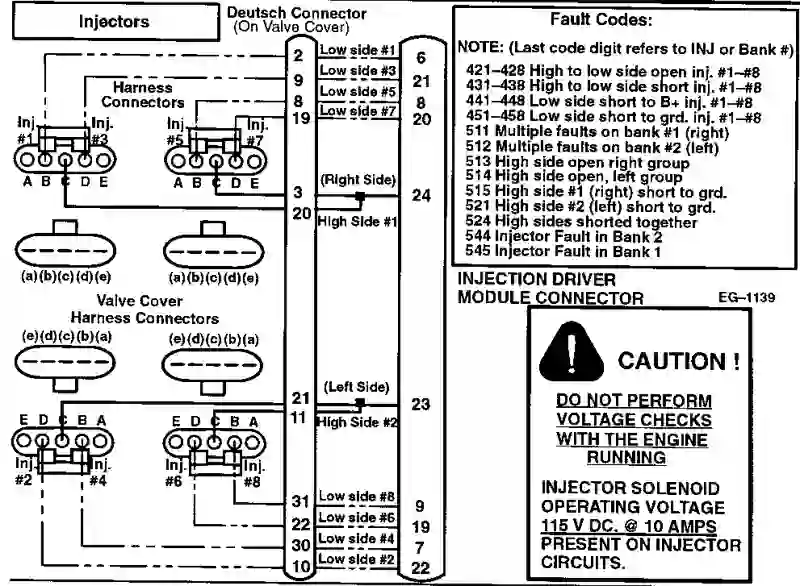 Injectors
Deutsch Connector
(On Valve Cover)
2 Low side #1 6
9 Low side #3 21
8 Low side #5 8
19 Low side #7 20
Harness
Connectors
Inj. Inj. Inj. Inj.
#1 #3 #5 #7
A B C D E A B C D E
(Right Side)
3 24
20 High Side #1
(a)(b)(c)(d)(e) (a)(b)(c)(d)(e)
Valve Cover
Harness Connectors
(e)(d)(c)(b)(a) (e)(d)(c)(b)(a)
(Left Side)
21 23
11 High Side #2
E D C B A E D C B A
Inj. Inj. Inj. Inj.
#2 #4 #6 #8
31 Low side #8 9
22 Low side #6 19
30 Low side #4 7
10 Low side #2 22
Fault Codes:
NOTE: (Last code digit refers to INJ or Bank #)
421–428 High to low side open inj. #1–#8
431–438 High to low side short inj. #1–#8
441–448 Low side short to B+ inj. #1–#8
451–458 Low side short to grd. inj. #1–#8
511 Multiple faults on bank #1 (right)
512 Multiple faults on bank #2 (left)
513 High side open right group
514 High side open, left group
515 High side #1 (right) short to grd.
521 High side #2 (left) short to grd.
524 High sides shorted together
544 Injector Fault in Bank 2
545 Injector Fault in Bank 1
INJECTION DRIVER
MODULE CONNECTOR EG–1139
CAUTION !
DO NOT PERFORM
VOLTAGE CHECKS
WITH THE ENGINE
RUNNING
INJECTOR SOLENOID
OPERATING VOLTAGE
115 V DC. @ 10 AMPS
PRESENT ON INJECTOR
CIRCUITS.